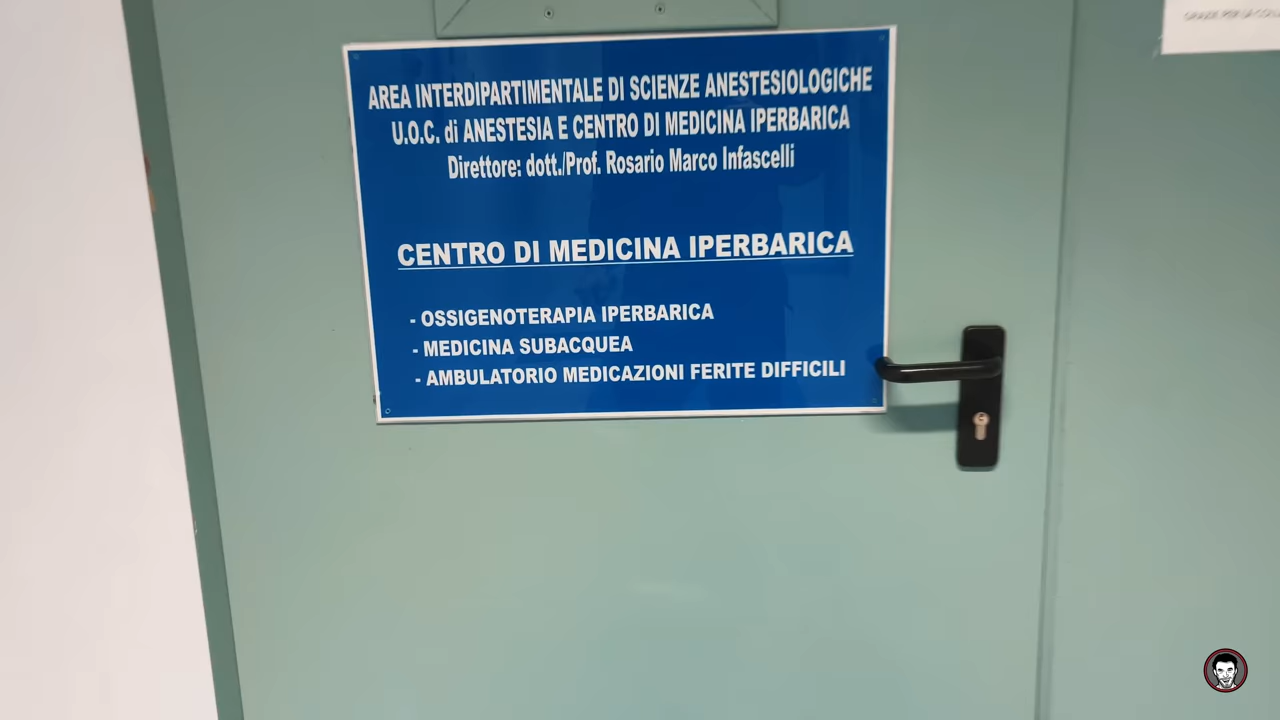 AREA INTERDIPARTIMENTALE DI SCIENZE ANESTESIOLOGICHE
U.O.C. di ANESTESIA E CENTRO DI MEDICINA IPERBARICA
Direttore: dott./Prof. Rosario Marco Infascelli
CENTRO DI MEDICINA IPERBARICA
- OSSIGENOTERAPIA IPERBARICA
- MEDICINA SUBACQUEA
- AMBULATORIO MEDICAZIONI FERITE DIFFICILI